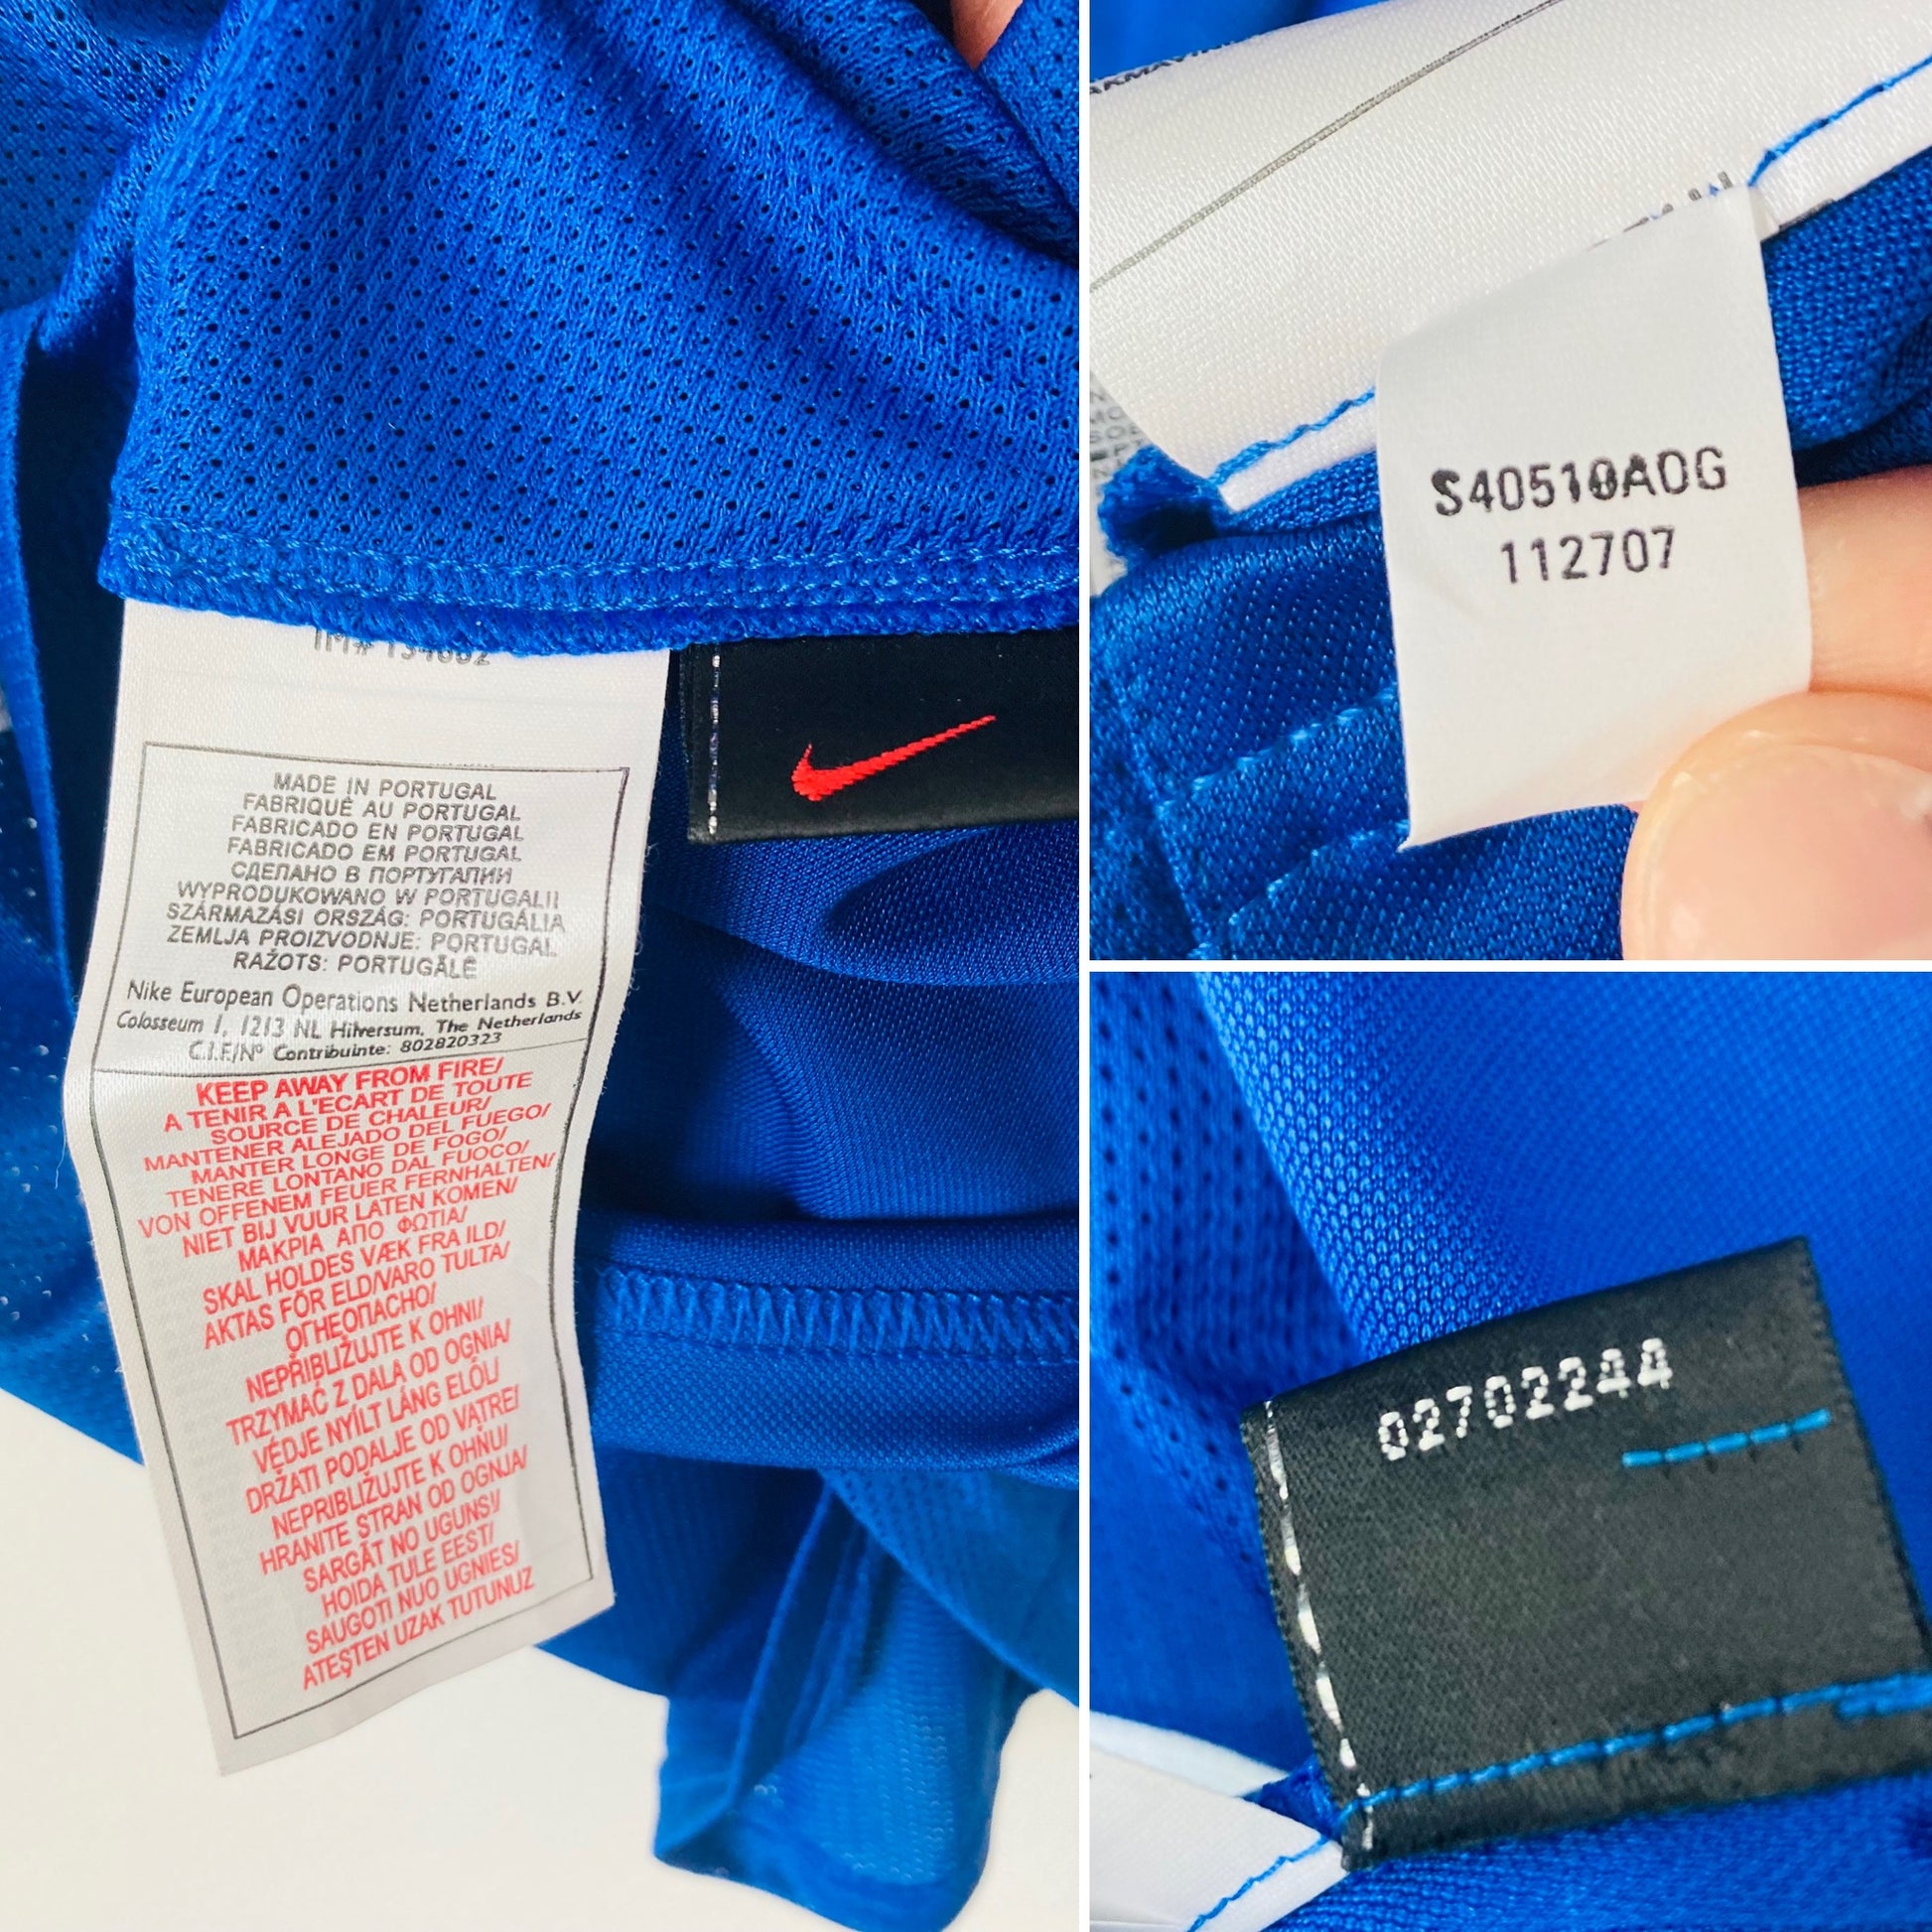 IM#
MADE IN PORTUGAL
FABRIQUÉ AU PORTUGAL
FABRICADO EN PORTUGAL
FABRICADO EM PORTUGAL
СДЕЛАНО В ПОРТУГАЛИИ
WYPRODUKOWANO W PORTUGALII
SZÁRMAZÁSI ORSZÁG: PORTUGÁLIA
ZEMLJA PROIZVODNJE: PORTUGAL
RAŽOTS: PORTUGĀLĒ
Nike European Operations Netherlands B.V.
Colosseum 1, 1213 NL Hilversum, The Netherlands
C.I.F./Nº Contribuinte: 802820323
KEEP AWAY FROM FIRE/
A TENIR A L'ECART DE TOUTE
SOURCE DE CHALEUR/
MANTENER ALEJADO DEL FUEGO/
MANTER LONGE DE FOGO/
TENERE LONTANO DAL FUOCO/
VON OFFENEM FEUER FERNHALTEN/
NIET BIJ VUUR LATEN KOMEN/
ΜΑΚΡΙΑ ΑΠΟ ΦΩΤΙΑ/
SKAL HOLDES VÆK FRA ILD/
AKTAS FÖR ELD/VARO TULTA/
ОГНЕОПАСНО/
NEPŘIBLIŽUJTE K OHNI/
TRZYMAĆ Z DALA OD OGNIA/
VÉDJE NYÍLT LÁNG ELŐL/
DRŽATI PODALJE OD VATRE/
NEPRIBLIŽUJTE K OHŇU/
HRANITE STRAN OD OGNJA/
SARGĀT NO UGUNS!/
HOIDA TULE EEST/
SAUGOTI NUO UGNIES/
ATEŞTEN UZAK TUTUNUZ
S40510AOG
112707
02702244